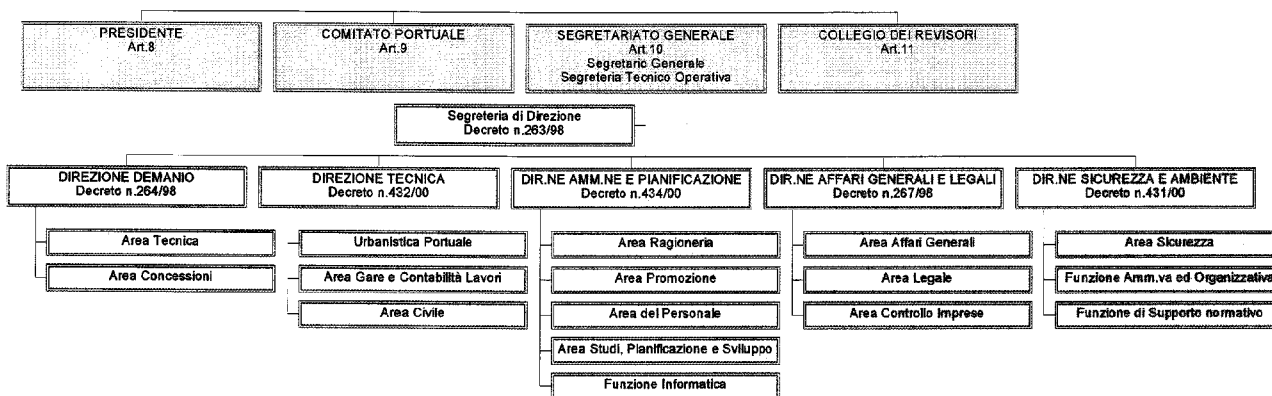 PRESIDENTE
Art.8
COMITATO PORTUALE
Art.9
SEGRETARIATO GENERALE
Art.10
Segretario Generale
Segreteria Tecnico Operativa
COLLEGIO DEI REVISORI
Art.11
Segreteria di Direzione
Decreto n.263/98
DIREZIONE DEMANIO
Decreto n.264/98
Area Tecnica
Area Concessioni
DIREZIONE TECNICA
Decreto n.432/00
Urbanistica Portuale
Area Gare e Contabilità Lavori
Area Civile
DIR.NE AMM.NE E PIANIFICAZIONE
Decreto n.434/00
Area Ragioneria
Area Promozione
Area del Personale
Area Studi, Pianificazione e Sviluppo
Funzione Informatica
DIR.NE AFFARI GENERALI E LEGALI
Decreto n.267/98
Area Affari Generali
Area Legale
Area Controllo Imprese
DIR.NE SICUREZZA E AMBIENTE
Decreto n.431/00
Area Sicurezza
Funzione Amm.va ed Organizzativa
Funzione di Supporto normativo